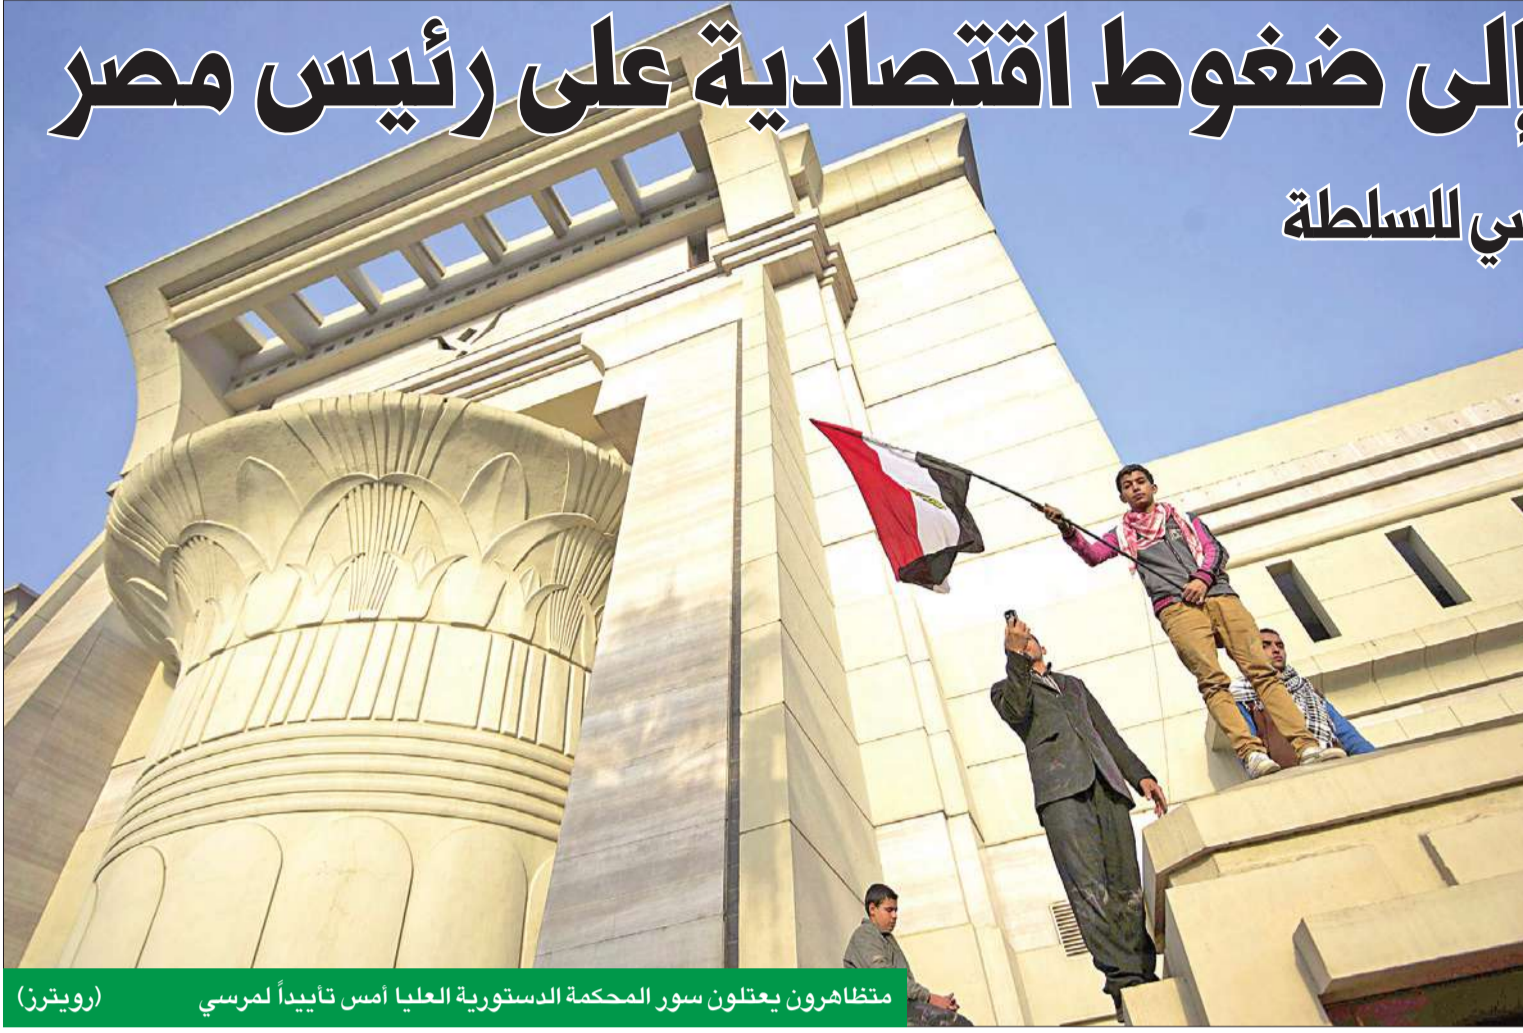 إلى ضغوط اقتصادية على رئيس مصر
للسلطة
متظاهرون يعتلون سور المحكمة الدستورية العليا أمس تأييداً لمرسي (رويترز)